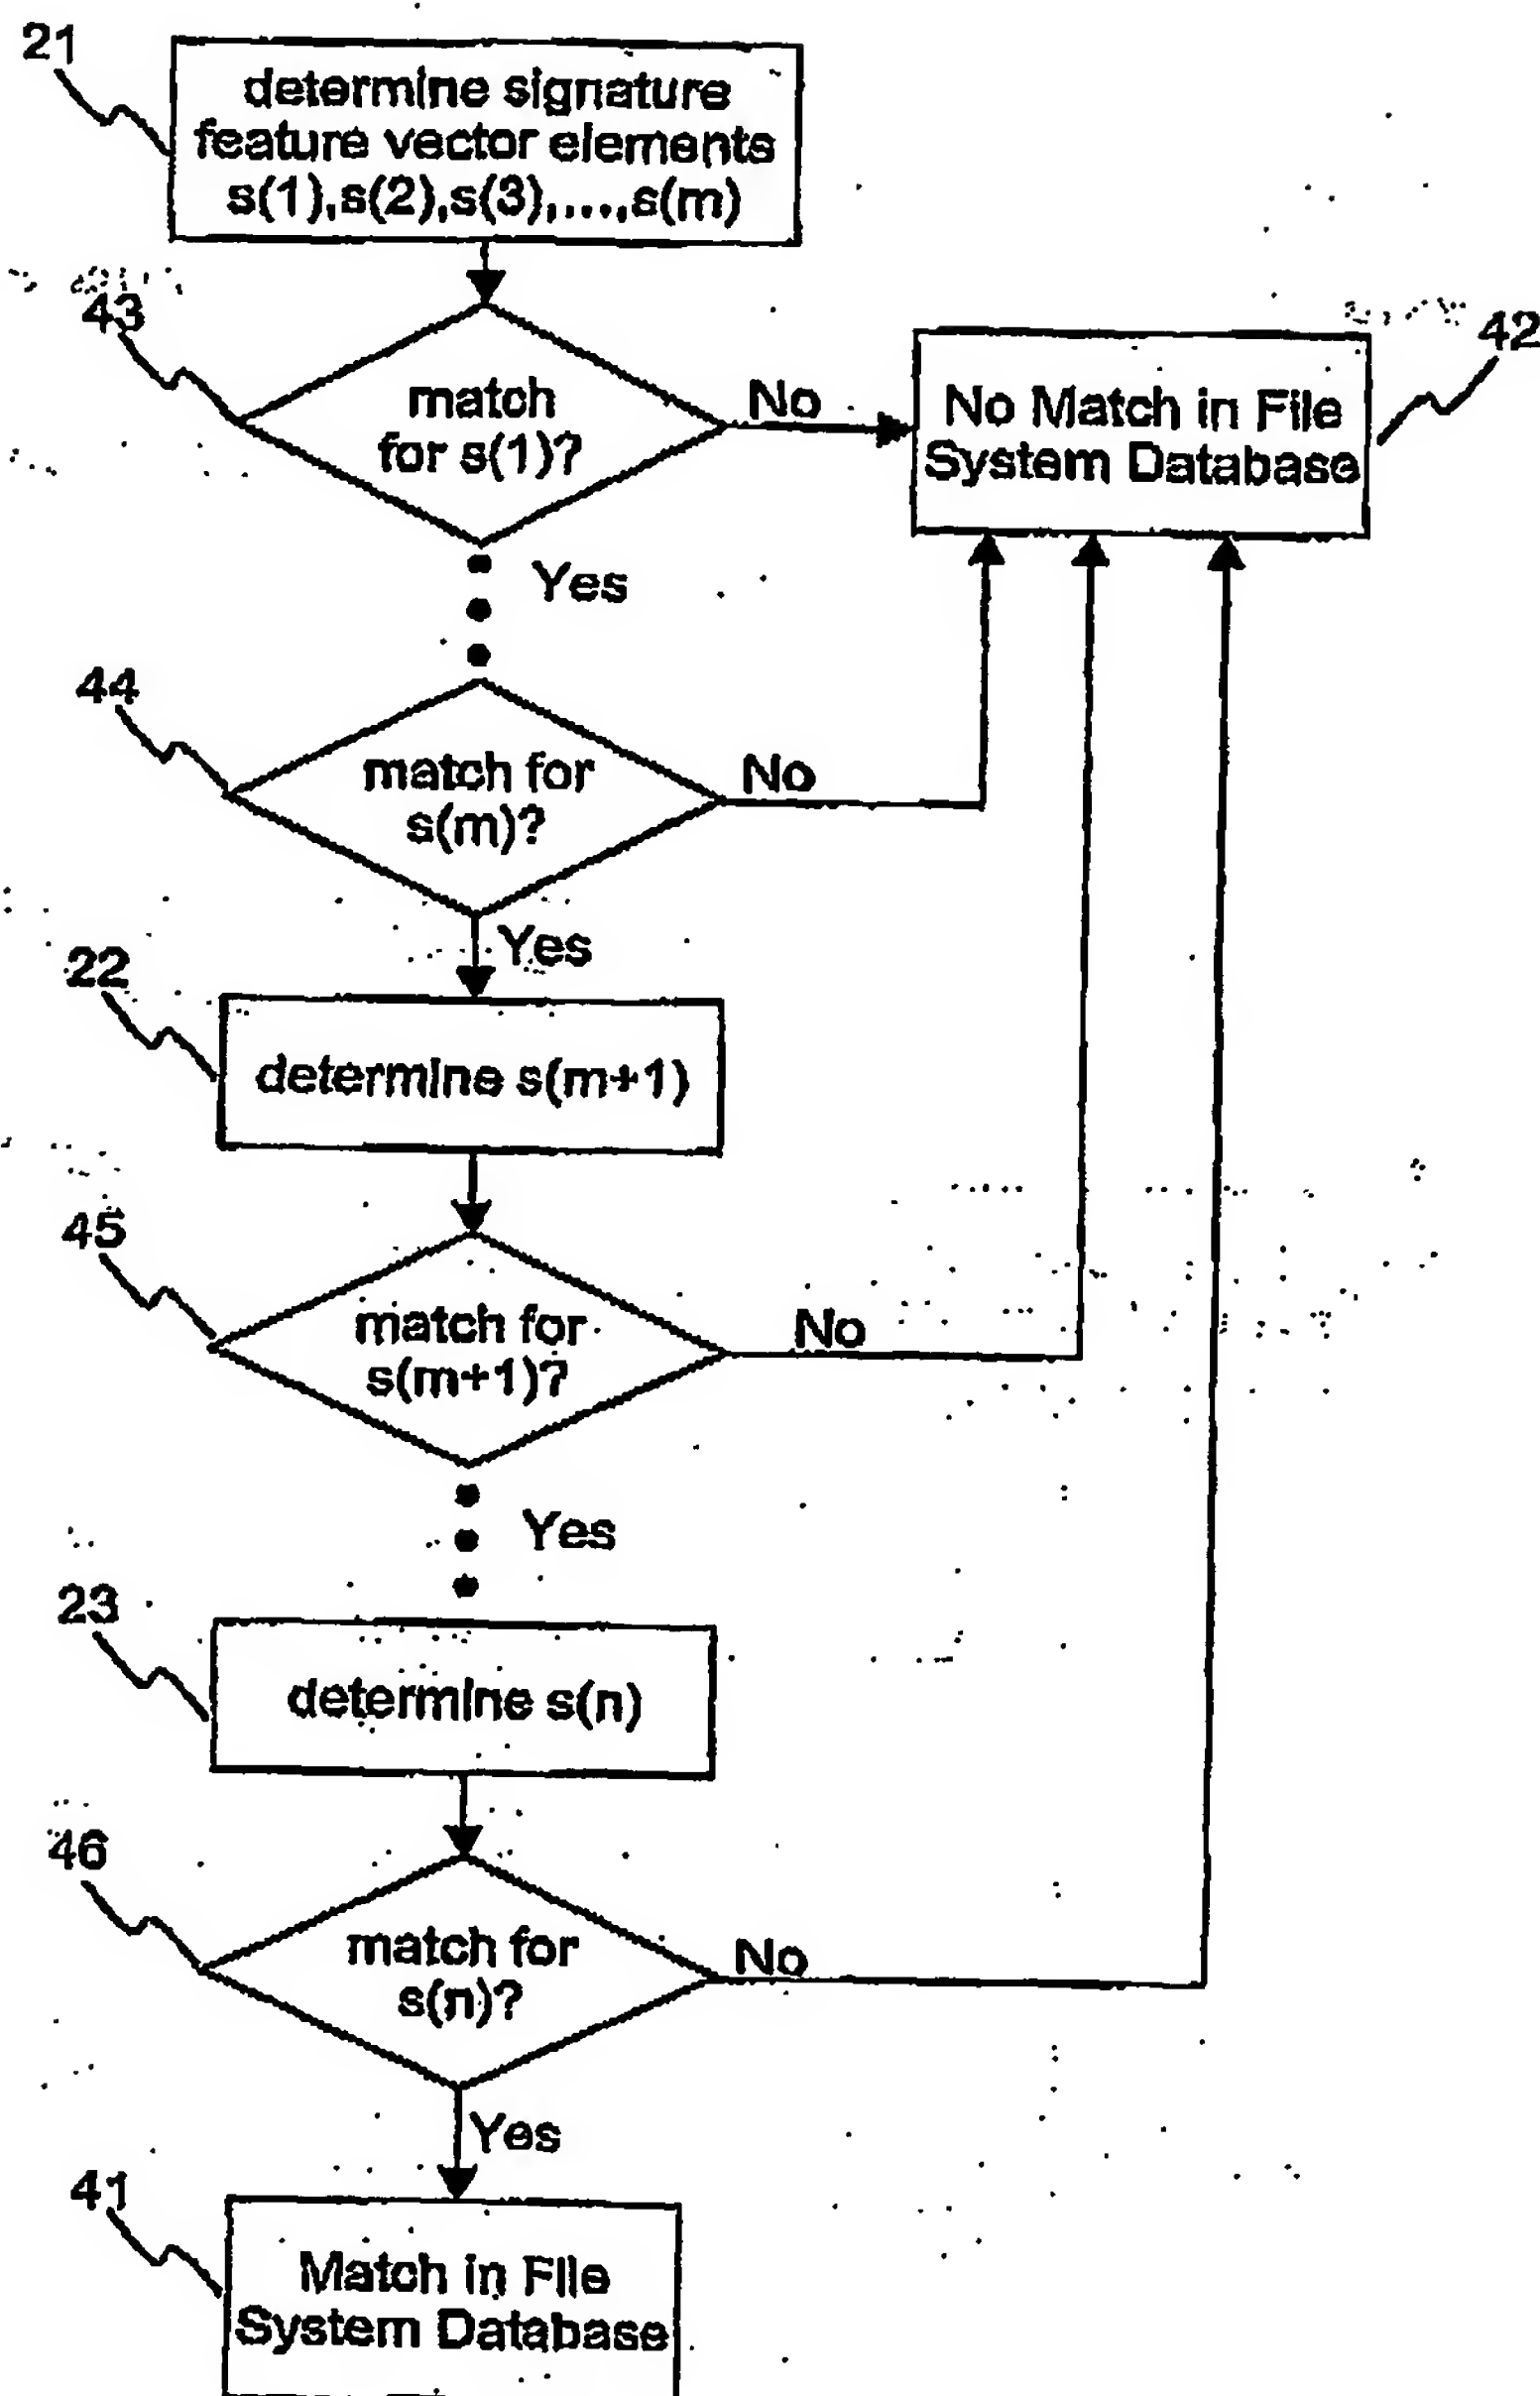 21
determine signature
feature vector elements
s(1),s(2),s(3),...,s(m)
43
match
for s(1)?
No
No Match in File
System Database
42
Yes
44
match for
s(m)?
No
Yes
22
determine s(m+1)
45
match for
s(m+1)?
No
Yes
23
determine s(n)
46
match for
s(n)?
No
Yes
41
Match in File
System Database